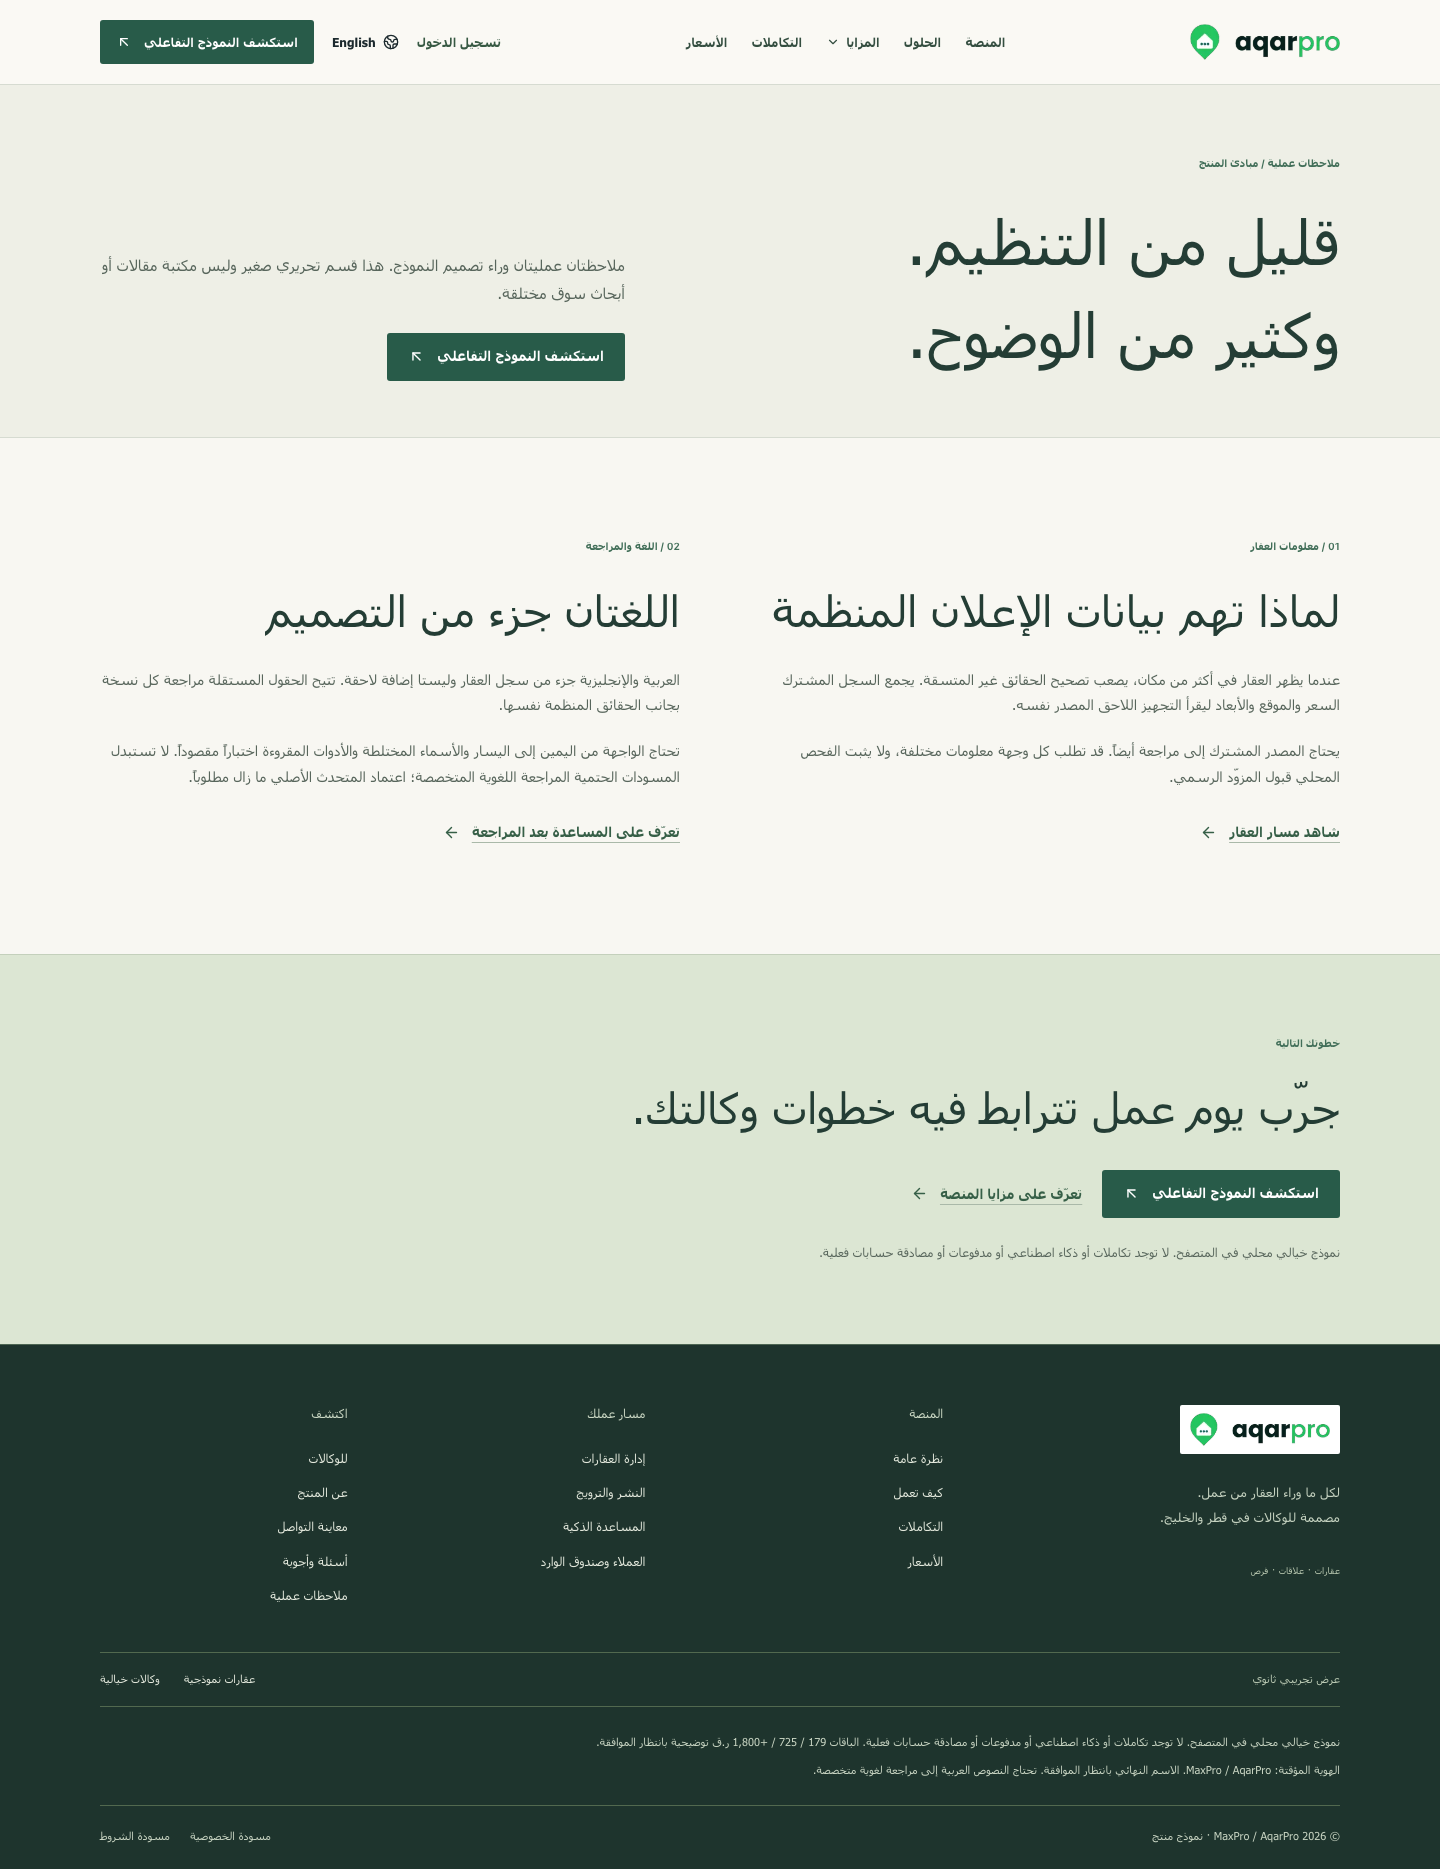 aqarpro
المنصة
الحلول
المزايا
التكاملات
الأسعار
تسجيل الدخول
English
استكشف النموذج التفاعلي
ملاحظات عملية / مبادئ المنتج
قليل من التنظيم.
وكثير من الوضوح.
ملاحظتان عمليتان وراء تصميم النموذج. هذا قسم تحريري صغير وليس مكتبة مقالات أو
أبحاث سوق مختلقة.
استكشف النموذج التفاعلي
01 / معلومات العقار
لماذا تهم بيانات الإعلان المنظمة
عندما يظهر العقار في أكثر من مكان، يصعب تصحيح الحقائق غير المتسقة. يجمع السجل المشترك
السعر والموقع والأبعاد ليقرأ التجهيز اللاحق المصدر نفسه.
يحتاج المصدر المشترك إلى مراجعة أيضاً. قد تطلب كل وجهة معلومات مختلفة، ولا يثبت الفحص
المحلي قبول المزوّد الرسمي.
شاهد مسار العقار
02 / اللغة والمراجعة
اللغتان جزء من التصميم
العربية والإنجليزية جزء من سجل العقار وليستا إضافة لاحقة. تتيح الحقول المستقلة مراجعة كل نسخة
بجانب الحقائق المنظمة نفسها.
تحتاج الواجهة من اليمين إلى اليسار والأسماء المختلطة والأدوات المقروءة اختباراً مقصوداً. لا تستبدل
المسودات الحتمية المراجعة اللغوية المتخصصة؛ اعتماد المتحدث الأصلي ما زال مطلوباً.
تعرّف على المساعدة بعد المراجعة
خطوتك التالية
جرّب يوم عمل تترابط فيه خطوات وكالتك.
استكشف النموذج التفاعلي
تعرّف على مزايا المنصة
نموذج خيالي محلي في المتصفح. لا توجد تكاملات أو ذكاء اصطناعي أو مدفوعات أو مصادقة حسابات فعلية.
aqarpro
لكل ما وراء العقار من عمل.
مصممة للوكالات في قطر والخليج.
عقارات · علاقات · فرص
المنصة
نظرة عامة
كيف تعمل
التكاملات
الأسعار
مسار عملك
إدارة العقارات
النشر والترويج
المساعدة الذكية
العملاء وصندوق الوارد
اكتشف
للوكالات
عن المنتج
معاينة التواصل
أسئلة وأجوبة
ملاحظات عملية
عرض تجريبي ثانوي
عقارات نموذجية
وكالات خيالية
نموذج خيالي محلي في المتصفح. لا توجد تكاملات أو ذكاء اصطناعي أو مدفوعات أو مصادقة حسابات فعلية. الباقات 179 / 725 / +1,800 ر.ق توضيحية بانتظار الموافقة.
الهوية المؤقتة: MaxPro / AqarPro. الاسم النهائي بانتظار الموافقة. تحتاج النصوص العربية إلى مراجعة لغوية متخصصة.
© 2026 MaxPro / AqarPro · نموذج منتج
مسودة الخصوصية
مسودة الشروط